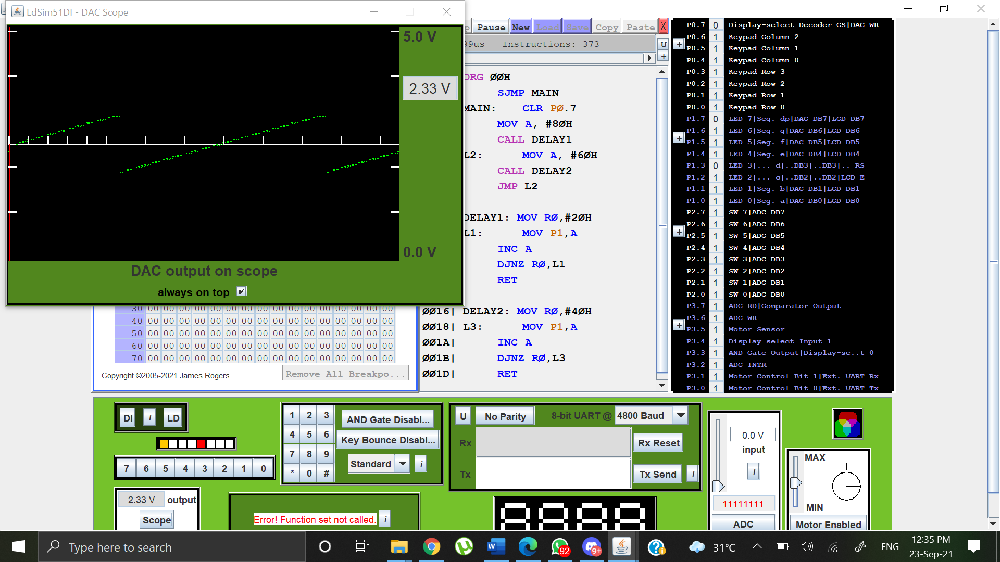 EdSim51DI - DAC Scope
5.0 V
2.33 V
0.0 V
DAC output on scope
always on top
Pause New Load Save Copy Paste X
99us - Instructions: 373
U
+
ORG ØØH
SJMP MAIN
MAIN: CLR PØ.7
MOV A, #8ØH
CALL DELAY1
L2: MOV A, #6ØH
CALL DELAY2
JMP L2
DELAY1: MOV RØ,#2ØH
L1: MOV P1,A
INC A
DJNZ RØ,L1
RET
ØØ16| DELAY2: MOV RØ,#4ØH
ØØ18| L3: MOV P1,A
ØØ1A| INC A
ØØ1B| DJNZ RØ,L3
ØØ1D| RET
P0.7 0 Display-select Decoder CS|DAC WR
P0.6 1 Keypad Column 2
P0.5 1 Keypad Column 1
P0.4 1 Keypad Column 0
P0.3 1 Keypad Row 3
P0.2 1 Keypad Row 2
P0.1 1 Keypad Row 1
P0.0 1 Keypad Row 0
P1.7 0 LED 7|Seg. dp|DAC DB7|LCD DB7
P1.6 1 LED 6|Seg. g|DAC DB6|LCD DB6
P1.5 1 LED 5|Seg. f|DAC DB5|LCD DB5
P1.4 1 LED 4|Seg. e|DAC DB4|LCD DB4
P1.3 0 LED 3|... d|..DB3|..DB3|.. RS
P1.2 1 LED 2|... c|..DB2|..DB2|LCD E
P1.1 1 LED 1|Seg. b|DAC DB1|LCD DB1
P1.0 1 LED 0|Seg. a|DAC DB0|LCD DB0
P2.7 1 SW 7|ADC DB7
P2.6 1 SW 6|ADC DB6
P2.5 1 SW 5|ADC DB5
P2.4 1 SW 4|ADC DB4
P2.3 1 SW 3|ADC DB3
P2.2 1 SW 2|ADC DB2
P2.1 1 SW 1|ADC DB1
P2.0 1 SW 0|ADC DB0
P3.7 1 ADC RD|Comparator Output
P3.6 1 ADC WR
P3.5 1 Motor Sensor
P3.4 1 Display-select Input 1
P3.3 1 AND Gate Output|Display-se..t 0
P3.2 1 ADC INTR
P3.1 1 Motor Control Bit 1|Ext. UART Rx
P3.0 1 Motor Control Bit 0|Ext. UART Tx
+
+
+
+
30 00 00 00 00 00 00 00 00 00 00 00 00 00 00 00 00
40 00 00 00 00 00 00 00 00 00 00 00 00 00 00 00 00
50 00 00 00 00 00 00 00 00 00 00 00 00 00 00 00 00
60 00 00 00 00 00 00 00 00 00 00 00 00 00 00 00 00
70 00 00 00 00 00 00 00 00 00 00 00 00 00 00 00 00
Copyright ©2005-2021 James Rogers
Remove All Breakpo...
DI i LD
7 6 5 4 3 2 1 0
2.33 V output
Scope
1 2 3
4 5 6
7 8 9
* 0 #
AND Gate Disabl...
Key Bounce Disabl...
Standard i
Error! Function set not called. i
U No Parity 8-bit UART @ 4800 Baud
Rx
Rx Reset
Tx
Tx Send i
8888
0.0 V
input
i
11111111
ADC
MAX
MIN
Motor Enabled
Type here to search
92
9+
31°C
ENG
12:35 PM
23-Sep-21